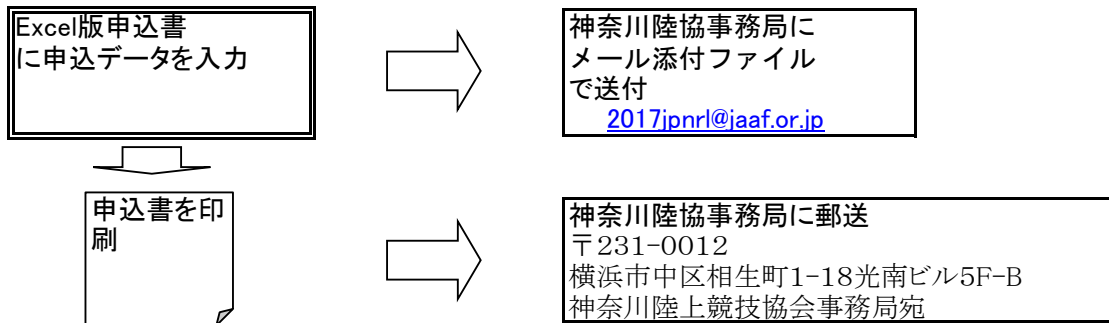 Excel版申込書
に申込データを入力
神奈川陸協事務局に
メール添付ファイル
で送付
2017jpnrl@jaaf.or.jp
申込書を印
刷
神奈川陸協事務局に郵送
〒231-0012
横浜市中区相生町1-18光南ビル5F-B
神奈川陸上競技協会事務局宛